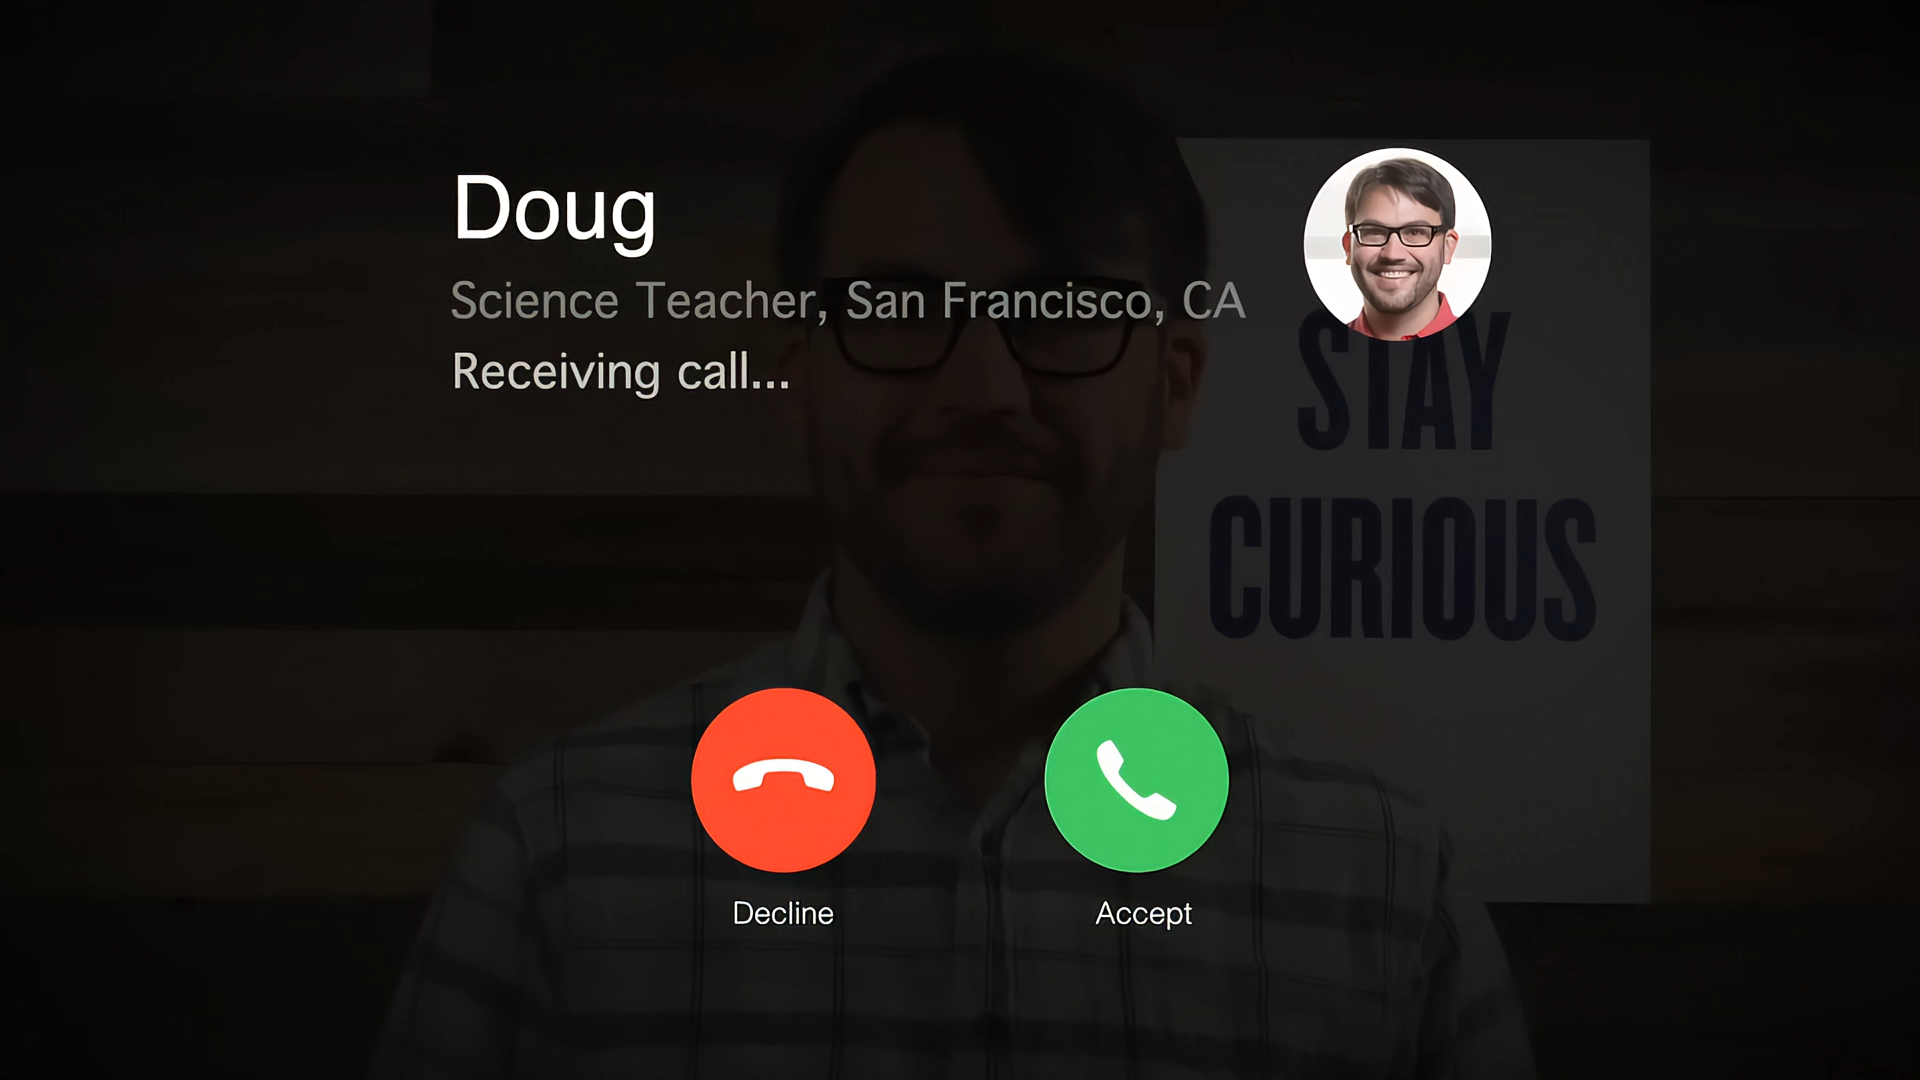 Doug
Science Teacher, San Francisco, CA
Receiving call...
STAY
CURIOUS
Decline
Accept